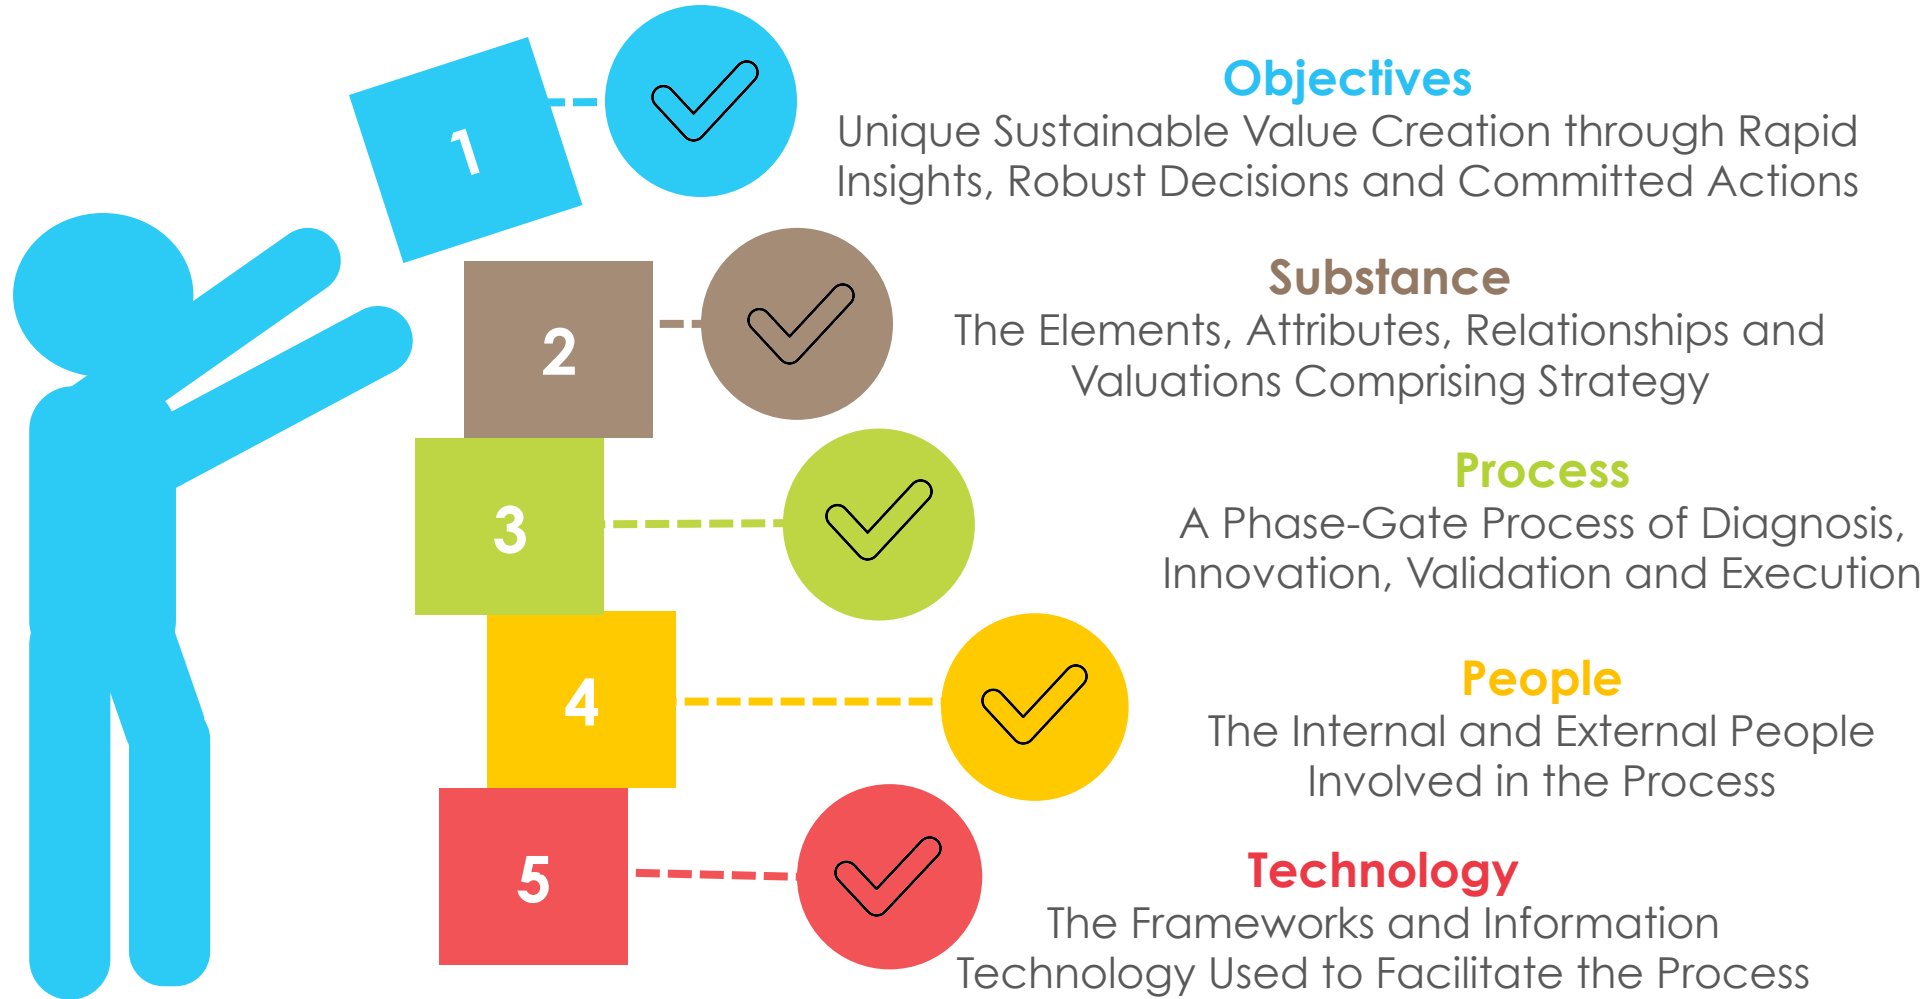 1
Objectives
Unique Sustainable Value Creation through Rapid
Insights, Robust Decisions and Committed Actions
2
Substance
The Elements, Attributes, Relationships and
Valuations Comprising Strategy
3
Process
A Phase-Gate Process of Diagnosis,
Innovation, Validation and Execution
4
People
The Internal and External People
Involved in the Process
5
Technology
The Frameworks and Information
Technology Used to Facilitate the Process